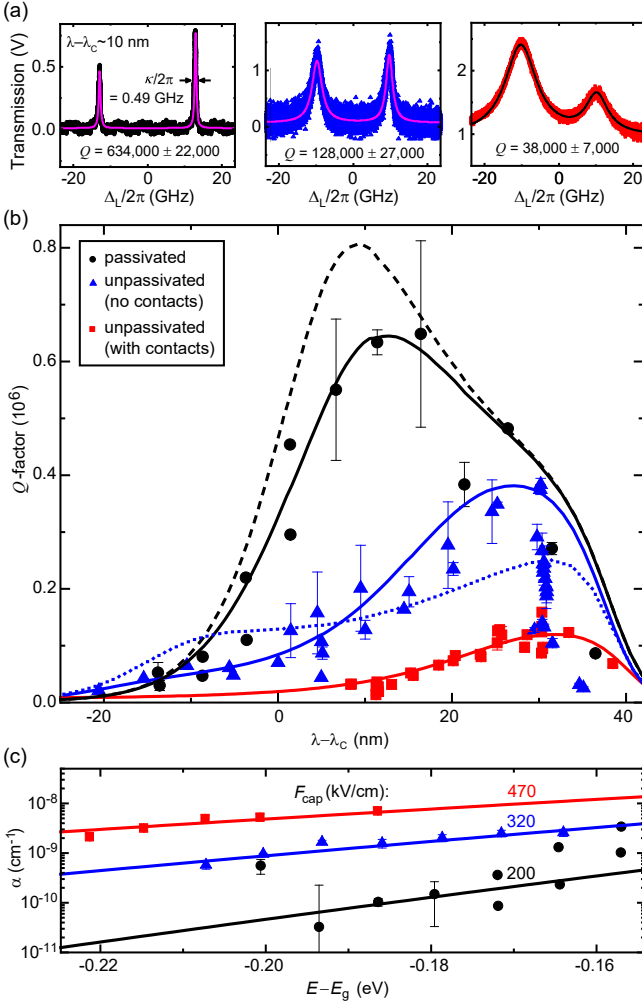 (a)
Transmission (V)
0.8
0.4
0.0
λ−λC~10 nm
κ/2π
= 0.49 GHz
Q = 634,000 ± 22,000
-20 0 20
ΔL/2π (GHz)
1
0
Q = 128,000 ± 27,000
-20 0 20
ΔL/2π (GHz)
2
1
Q = 38,000 ± 7,000
-20 0 20
ΔL/2π (GHz)
(b)
Q-factor (10⁶)
0.8
0.6
0.4
0.2
0.0
passivated
unpassivated
(no contacts)
unpassivated
(with contacts)
-20 0 20 40
λ−λC (nm)
(c)
α (cm⁻¹)
10⁻⁸
10⁻⁹
10⁻¹⁰
10⁻¹¹
Fcap (kV/cm): 470
320
200
-0.22 -0.20 -0.18 -0.16
E−Eg (eV)